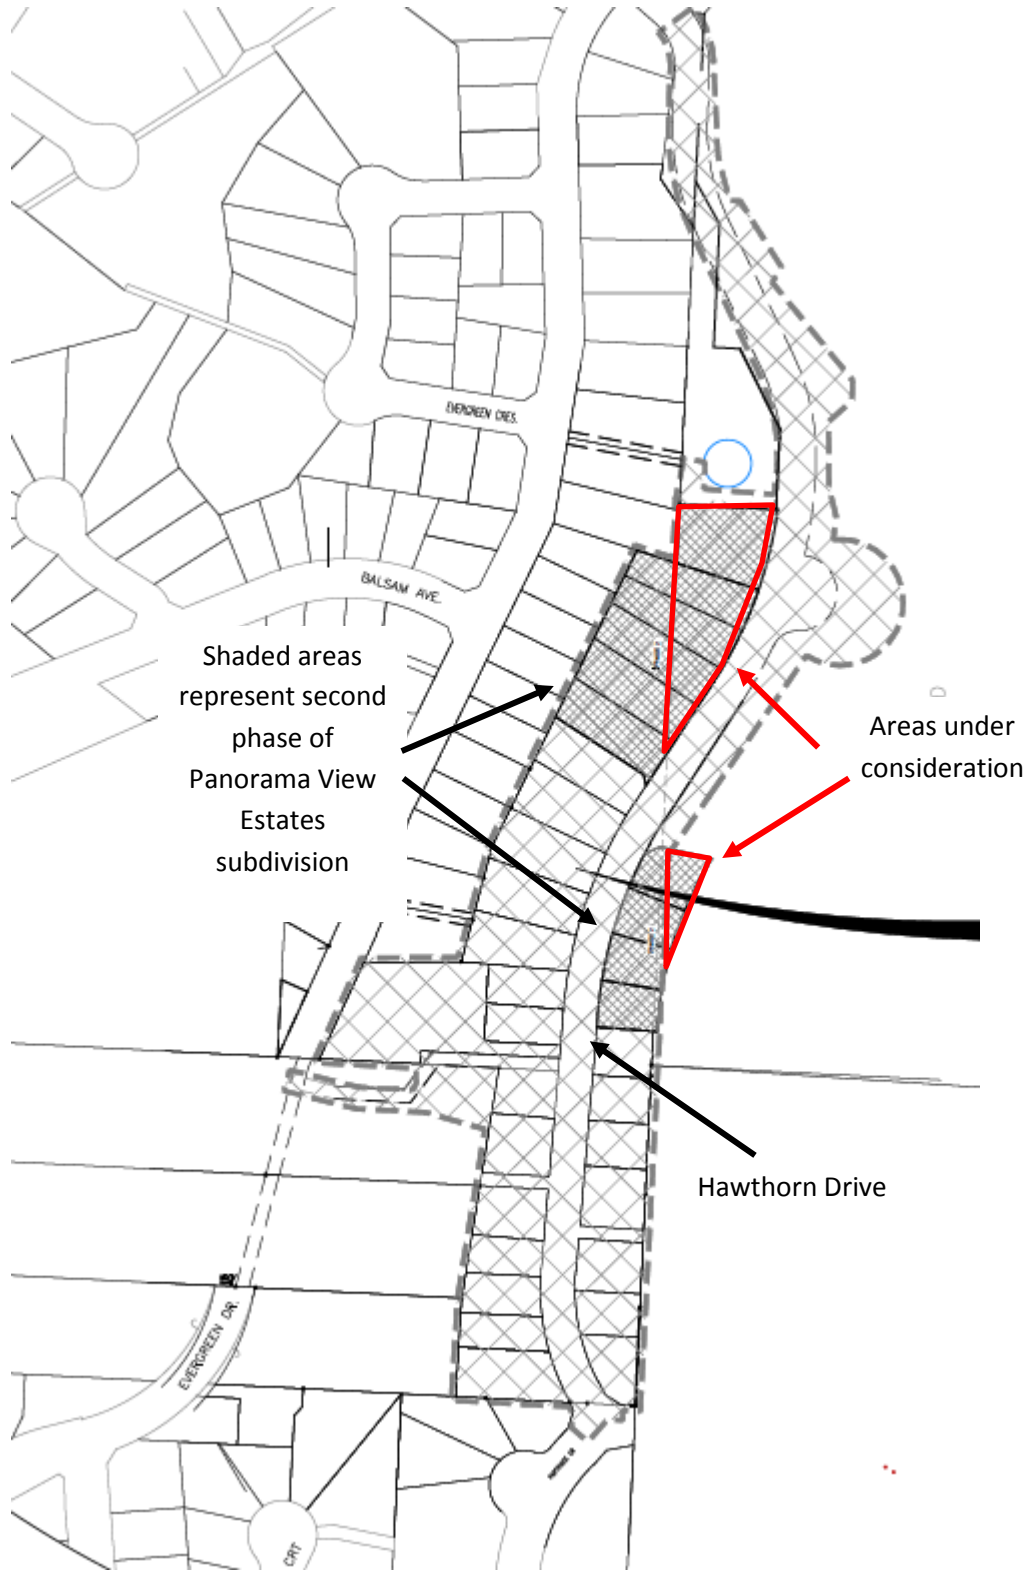 EVERGREEN CRES.
BALSAM AVE.
Shaded areas
represent second
phase of
Panorama View
Estates
subdivision
Areas under
consideration
Hawthorn Drive
EVERGREEN DR.
CRT